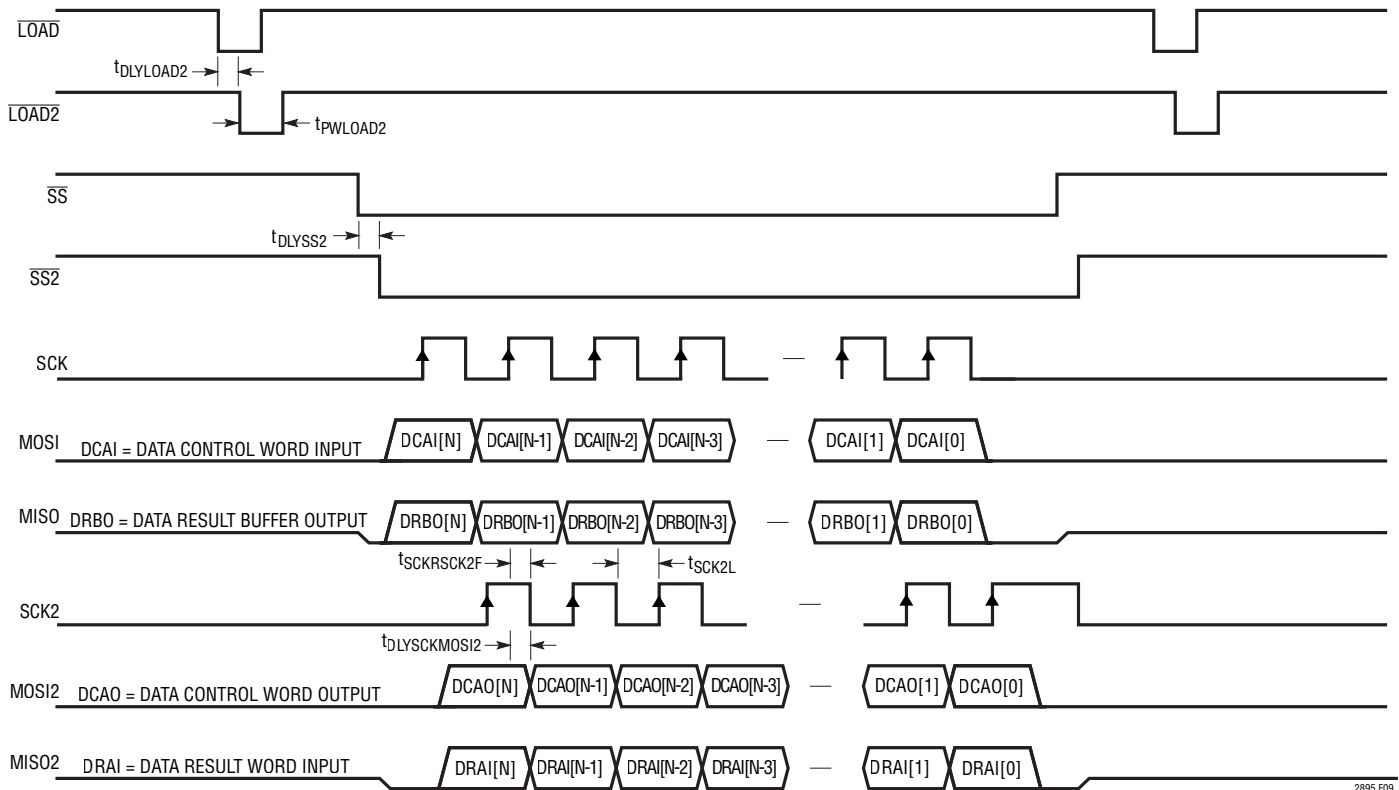 LOAD
tDLYLOAD2
LOAD2
tPWLOAD2
SS
tDLYSS2
SS2
SCK
MOSI DCAI = DATA CONTROL WORD INPUT DCAI[N] DCAI[N-1] DCAI[N-2] DCAI[N-3] DCAI[1] DCAI[0]
MISO DRBO = DATA RESULT BUFFER OUTPUT DRBO[N] DRBO[N-1] DRBO[N-2] DRBO[N-3] DRBO[1] DRBO[0]
tSCKRSCK2F tSCK2L
SCK2
tDLYSCKMOSI2
MOSI2 DCAO = DATA CONTROL WORD OUTPUT DCAO[N] DCAO[N-1] DCAO[N-2] DCAO[N-3] DCAO[1] DCAO[0]
MISO2 DRAI = DATA RESULT WORD INPUT DRAI[N] DRAI[N-1] DRAI[N-2] DRAI[N-3] DRAI[1] DRAI[0]
2895 F09